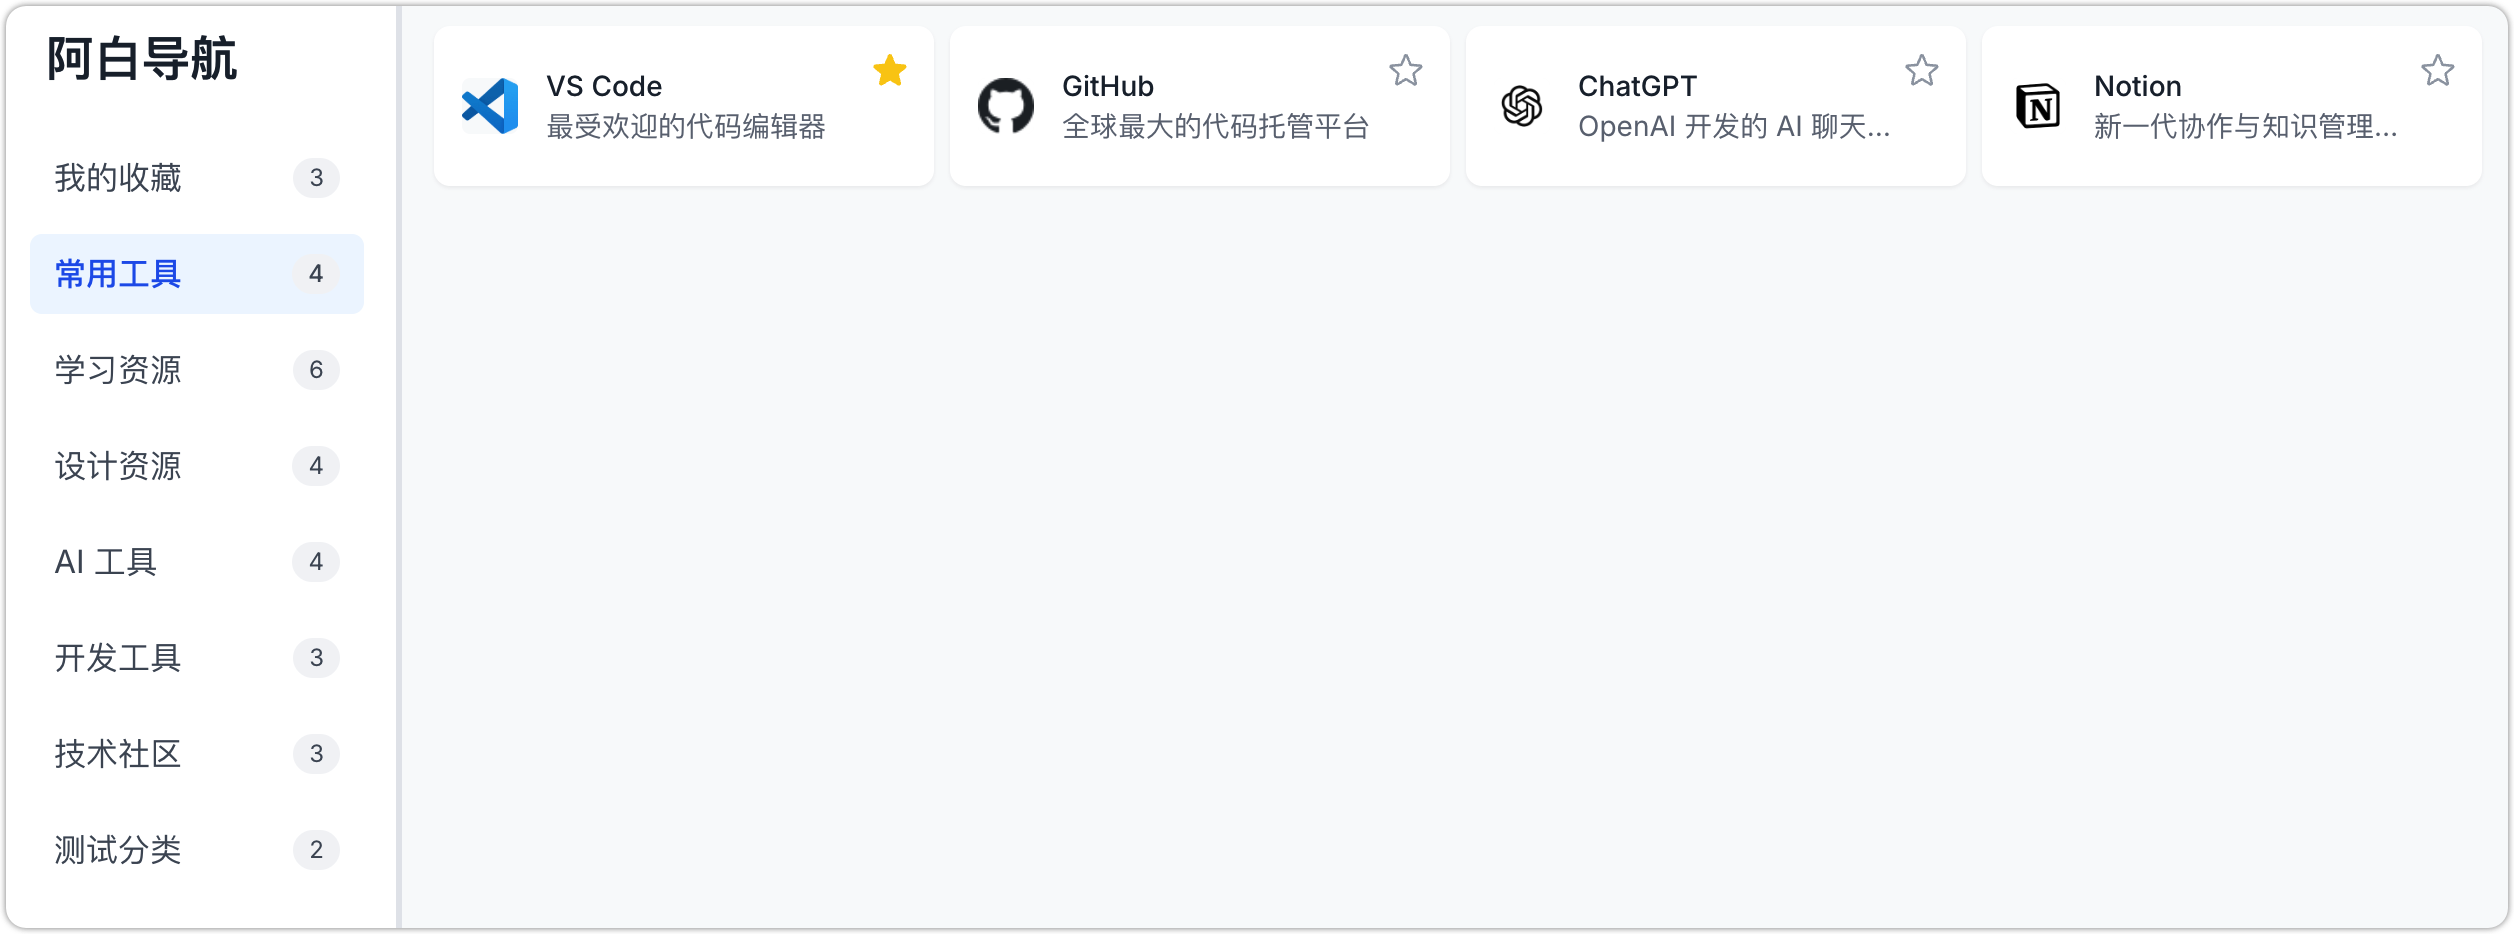 阿白导航
我的收藏 3
常用工具 4
学习资源 6
设计资源 4
AI 工具 4
开发工具 3
技术社区 3
测试分类 2
VS Code
最受欢迎的代码编辑器
GitHub
全球最大的代码托管平台
ChatGPT
OpenAI 开发的 AI 聊天...
Notion
新一代协作与知识管理...